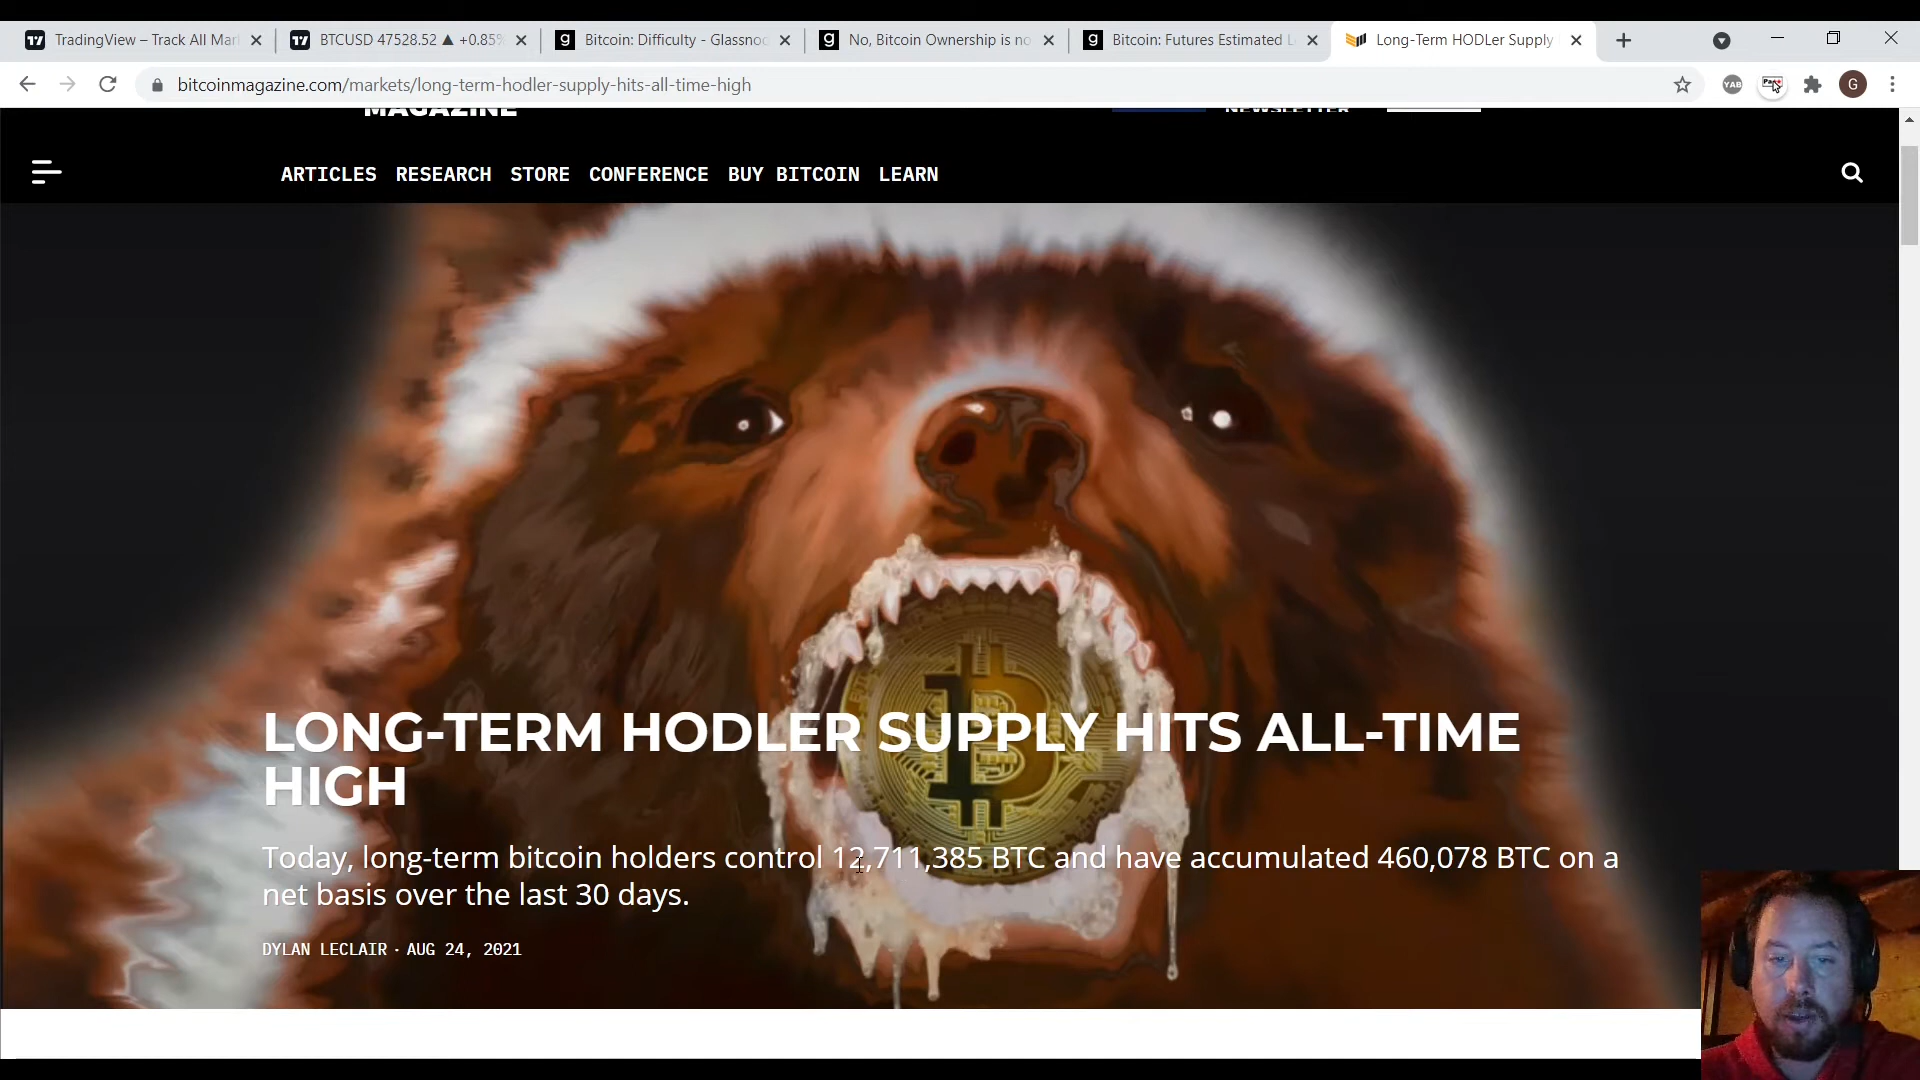 TradingView – Track All Mar
BTCUSD 47528.52 ▲ +0.85%
Bitcoin: Difficulty - Glassno
No, Bitcoin Ownership is no
Bitcoin: Futures Estimated L
Long-Term HODLer Supply
bitcoinmagazine.com/markets/long-term-hodler-supply-hits-all-time-high
YAB
G
MAGAZINE
NEWSLETTER
ARTICLES RESEARCH STORE CONFERENCE BUY BITCOIN LEARN
LONG-TERM HODLER SUPPLY HITS ALL-TIME
HIGH
Today, long-term bitcoin holders control 12,711,385 BTC and have accumulated 460,078 BTC on a
net basis over the last 30 days.
DYLAN LECLAIR · AUG 24, 2021